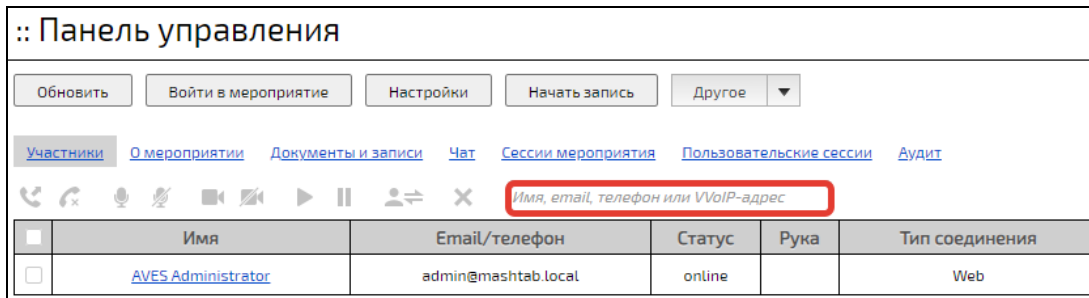 :: Панель управления
Обновить Войти в мероприятие Настройки Начать запись Другое
Участники О мероприятии Документы и записи Чат Сессии мероприятия Пользовательские сессии Аудит
Имя, email, телефон или VVoIP-адрес
Имя Email/телефон Статус Рука Тип соединения
AVES Administrator admin@mashtab.local online Web